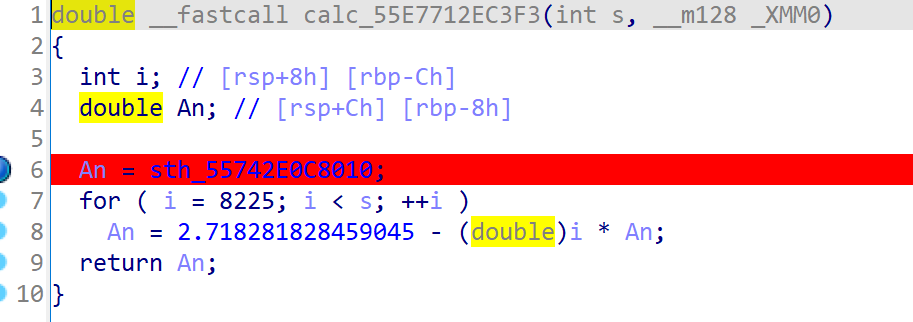 1 double __fastcall calc_55E7712EC3F3(int s, __m128 _XMM0)
2 {
3 int i; // [rsp+8h] [rbp-Ch]
4 double An; // [rsp+Ch] [rbp-8h]
5
6 An = sth_55742E0C8010;
7 for ( i = 8225; i < s; ++i )
8 An = 2.718281828459045 - (double)i * An;
9 return An;
10 }